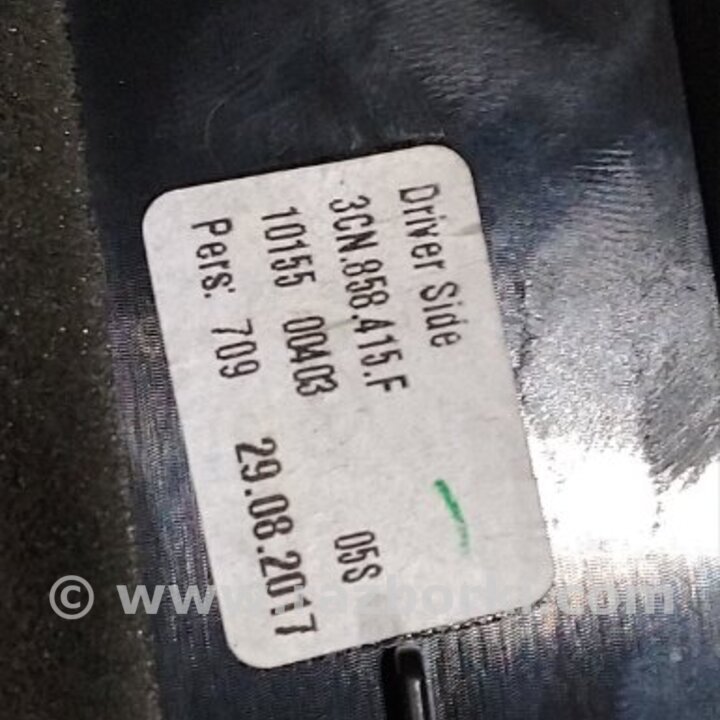 Driver Side
3CN.858.415.F 05S
10155 00403
Pers: 709 29.08.2017